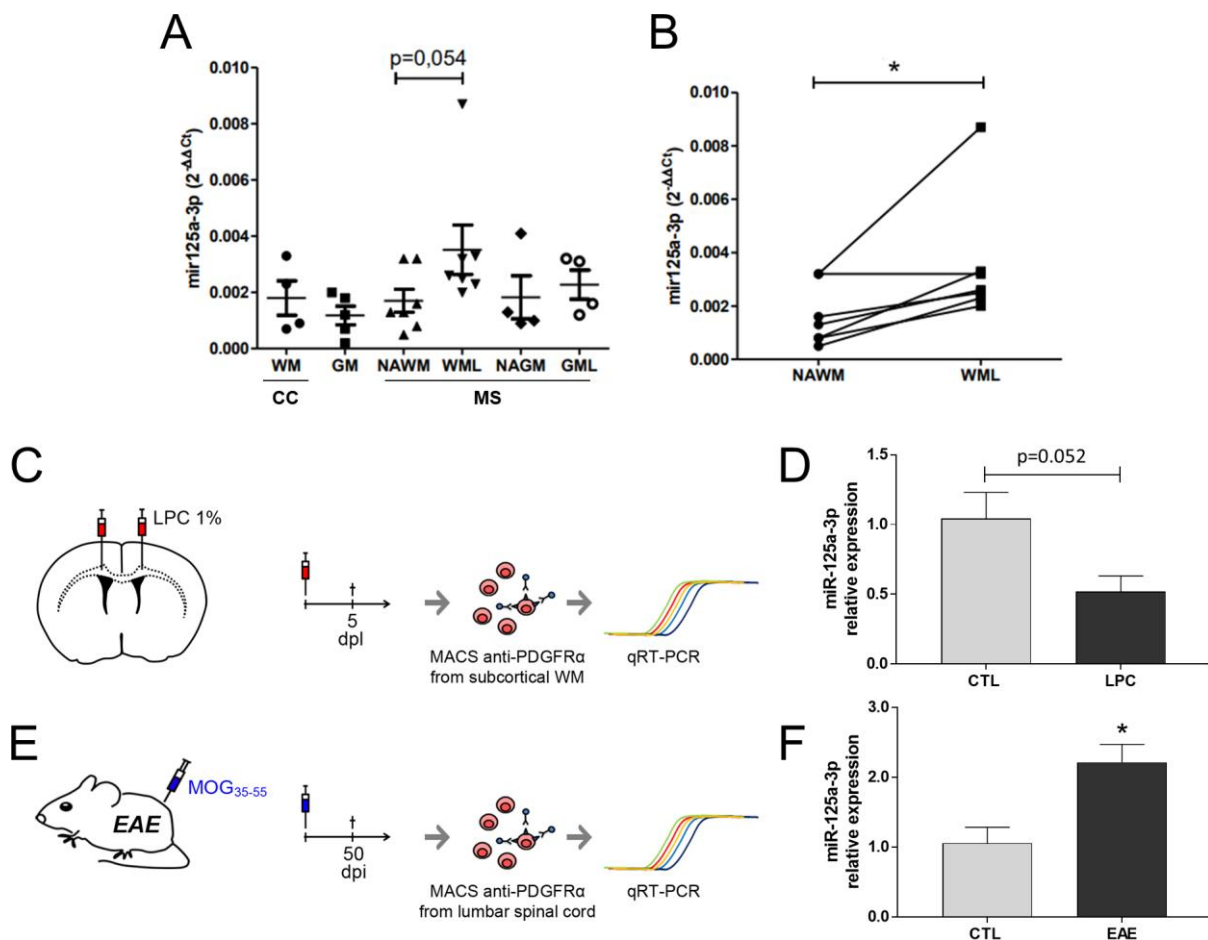 A
p=0,054
mir125a-3p (2^-ΔΔCt)
0.010
0.008
0.006
0.004
0.002
0.000
WM GM NAWM WML NAGM GML
CC MS
B
*
mir125a-3p (2^-ΔΔCt)
0.010
0.008
0.006
0.004
0.002
0.000
NAWM WML
C
LPC 1%
5
dpl
MACS anti-PDGFRα
from subcortical WM
qRT-PCR
D
p=0.052
miR-125a-3p
relative expression
1.5
1.0
0.5
0.0
CTL LPC
E
EAE
MOG35-55
50
dpi
MACS anti-PDGFRα
from lumbar spinal cord
qRT-PCR
F
*
miR-125a-3p
relative expression
3.0
2.0
1.0
0.0
CTL EAE